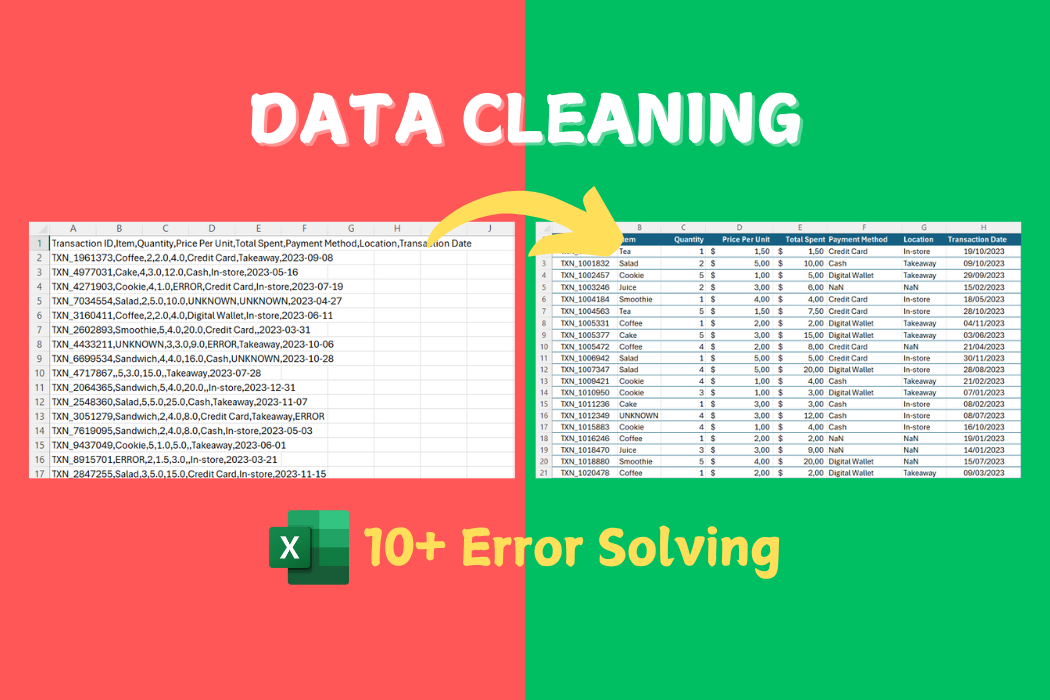 DATA CLEANING
A B C D E F G H J
1 Transaction ID,Item,Quantity,Price Per Unit,Total Spent,Payment Method,Location,Transaction Date
2 TXN_1961373,Coffee,2,2.0,4.0,Credit Card,Takeaway,2023-09-08
3 TXN_4977031,Cake,4,3.0,12.0,Cash,In-store,2023-05-16
4 TXN_4271903,Cookie,4,1.0,ERROR,Credit Card,In-store,2023-07-19
5 TXN_7034554,Salad,2,5.0,10.0,UNKNOWN,UNKNOWN,2023-04-27
6 TXN_3160411,Coffee,2,2.0,4.0,Digital Wallet,In-store,2023-06-11
7 TXN_2602893,Smoothie,5,4.0,20.0,Credit Card,,2023-03-31
8 TXN_4433211,UNKNOWN,3,3.0,9.0,ERROR,Takeaway,2023-10-06
9 TXN_6699534,Sandwich,4,4.0,16.0,Cash,UNKNOWN,2023-10-28
10 TXN_4717867,,5,3.0,15.0,,Takeaway,2023-07-28
11 TXN_2064365,Sandwich,5,4.0,20.0,,In-store,2023-12-31
12 TXN_2548360,Salad,5,5.0,25.0,Cash,Takeaway,2023-11-07
13 TXN_3051279,Sandwich,2,4.0,8.0,Credit Card,Takeaway,ERROR
14 TXN_7619095,Sandwich,2,4.0,8.0,Cash,In-store,2023-05-03
15 TXN_9437049,Cookie,5,1.0,5.0,,Takeaway,2023-06-01
16 TXN_8915701,ERROR,2,1.5,3.0,,In-store,2023-03-21
17 TXN_2847255,Salad,3,5.0,15.0,Credit Card,In-store,2023-11-15
B C D E F G H
Item Quantity Price Per Unit Total Spent Payment Method Location Transaction Date
Tea 1 $ 1,50 $ 1,50 Credit Card In-store 19/10/2023
3 TXN_1001832 Salad 2 $ 5,00 $ 10,00 Cash Takeaway 22/11/2023
4 TXN_1002457 Cookie 5 $ 1,00 $ 5,00 Digital Wallet Takeaway 29/09/2023
5 TXN_1003246 Juice 2 $ 3,00 $ 6,00 NaN NaN 15/02/2023
6 TXN_1004184 Smoothie 1 $ 4,00 $ 4,00 Credit Card In-store 18/05/2023
7 TXN_1004563 Tea 5 $ 1,50 $ 7,50 Credit Card In-store 28/10/2023
8 TXN_1005331 Coffee 1 $ 2,00 $ 2,00 Digital Wallet Takeaway 04/11/2023
9 TXN_1005377 Cake 5 $ 3,00 $ 15,00 Digital Wallet Takeaway 03/06/2023
10 TXN_1005472 Coffee 4 $ 2,00 $ 8,00 Credit Card NaN 21/04/2023
11 TXN_1006942 Salad 1 $ 5,00 $ 5,00 Credit Card In-store 30/11/2023
12 TXN_1007347 Salad 4 $ 5,00 $ 20,00 Digital Wallet In-store 28/08/2023
13 TXN_1009421 Cookie 4 $ 1,00 $ 4,00 Cash Takeaway 21/02/2023
14 TXN_1010950 Cookie 3 $ 1,00 $ 3,00 Digital Wallet Takeaway 07/01/2023
15 TXN_1011236 Cake 1 $ 3,00 $ 3,00 Cash In-store 08/02/2023
16 TXN_1012349 UNKNOWN 4 $ 3,00 $ 12,00 Cash In-store 08/07/2023
17 TXN_1015883 Cookie 4 $ 1,00 $ 4,00 Cash In-store 16/10/2023
18 TXN_1016246 Coffee 1 $ 2,00 $ 2,00 NaN NaN 19/01/2023
19 TXN_1018470 Juice 3 $ 3,00 $ 9,00 NaN NaN 14/01/2023
20 TXN_1018880 Smoothie 5 $ 4,00 $ 20,00 Digital Wallet NaN 15/07/2023
21 TXN_1020478 Coffee 1 $ 2,00 $ 2,00 Digital Wallet Takeaway 09/03/2023
X 10+ Error Solving